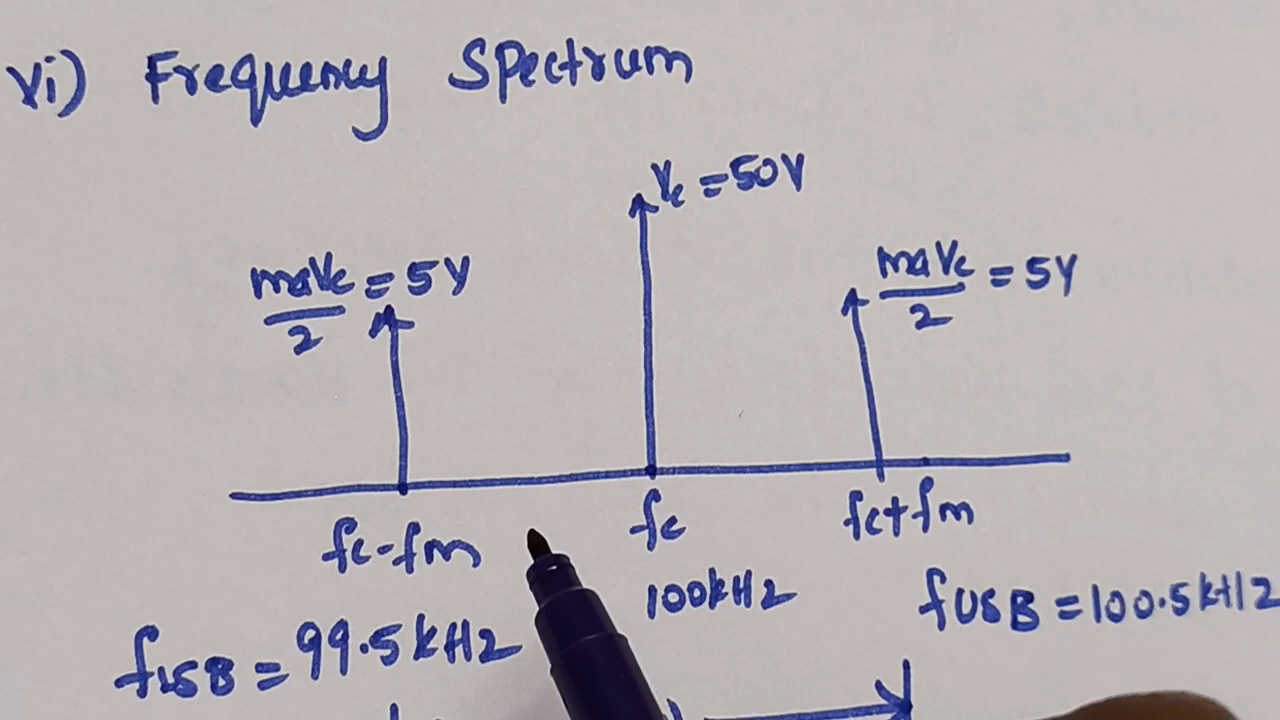 vi) Frequency Spectrum
Vc = 50V
maVc/2 = 5V
maVc/2 = 5V
fc-fm
fc
fc+fm
100kHz
fUSB = 100.5kHz
fLSB = 99.5kHz